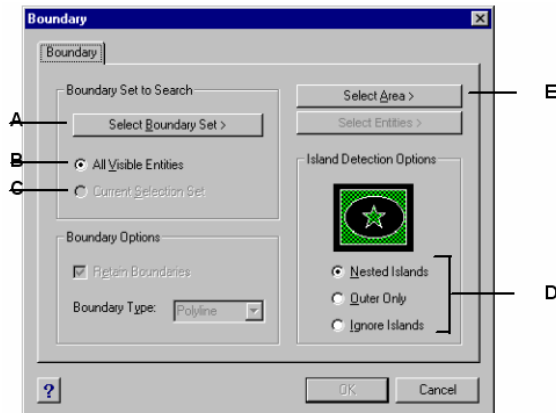 Boundary
Boundary
Boundary Set to Search
A
Select Boundary Set >
B
All Visible Entities
C
Current Selection Set
Boundary Options
Retain Boundaries
Boundary Type:
Polyline
Select Area >
E
Select Entities >
Island Detection Options
Nested Islands
Outer Only
D
Ignore Islands
?
OK
Cancel